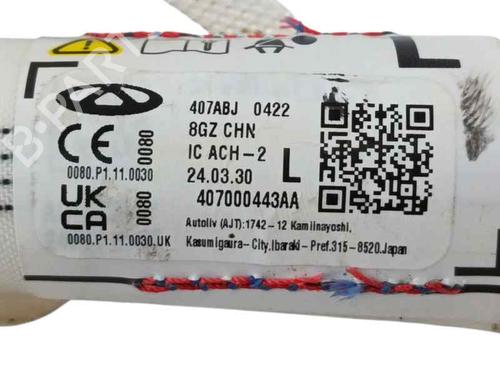 407ABJ 0422
8GZ CHN
IC ACH-2
24.03.30
L
407000443AA
CE
0080
0080.P1.11.0030
0080
UK
CA
0080
0080.P1.11.0030.UK
Autoliv (AJT):1742-12 Kamiinayoshi,
Kasumigaura-City.Ibaraki-Pref.315-8520.Japan
B-PARTS